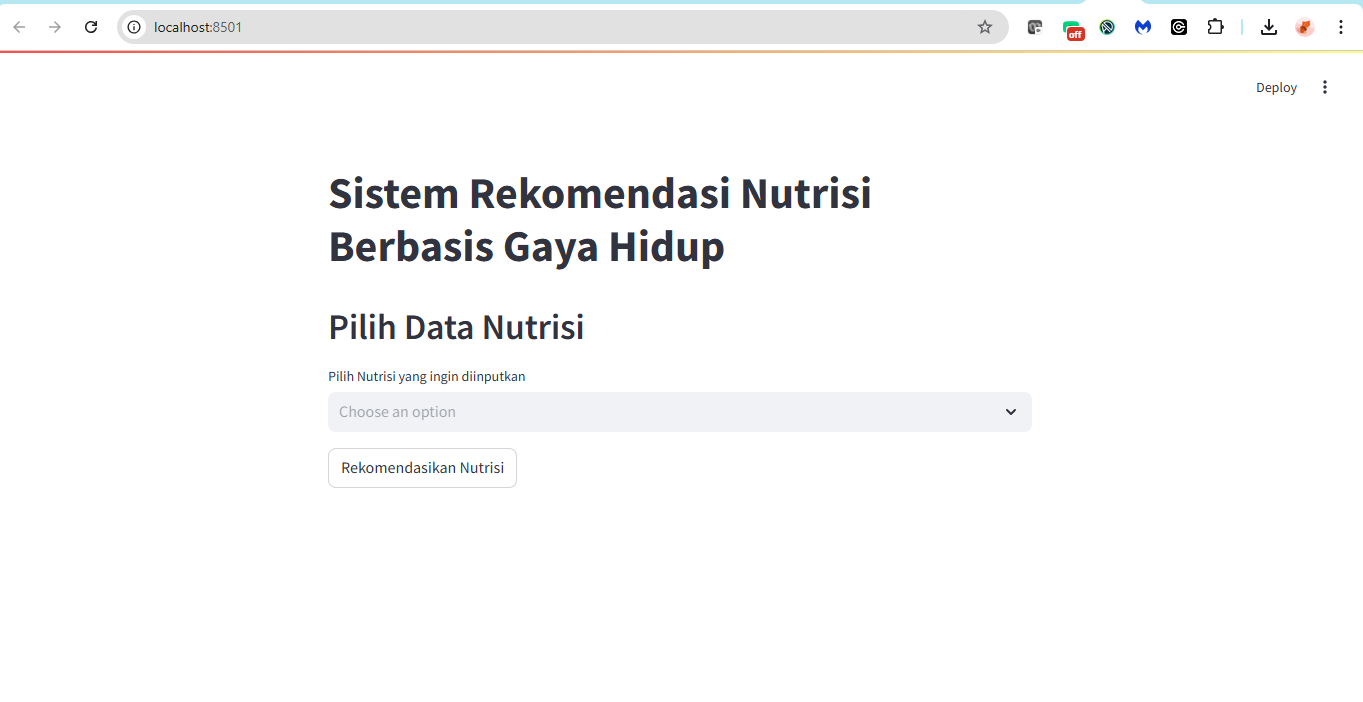 localhost:8501
off
Deploy
Sistem Rekomendasi Nutrisi
Berbasis Gaya Hidup
Pilih Data Nutrisi
Pilih Nutrisi yang ingin diinputkan
Choose an option
Rekomendasikan Nutrisi